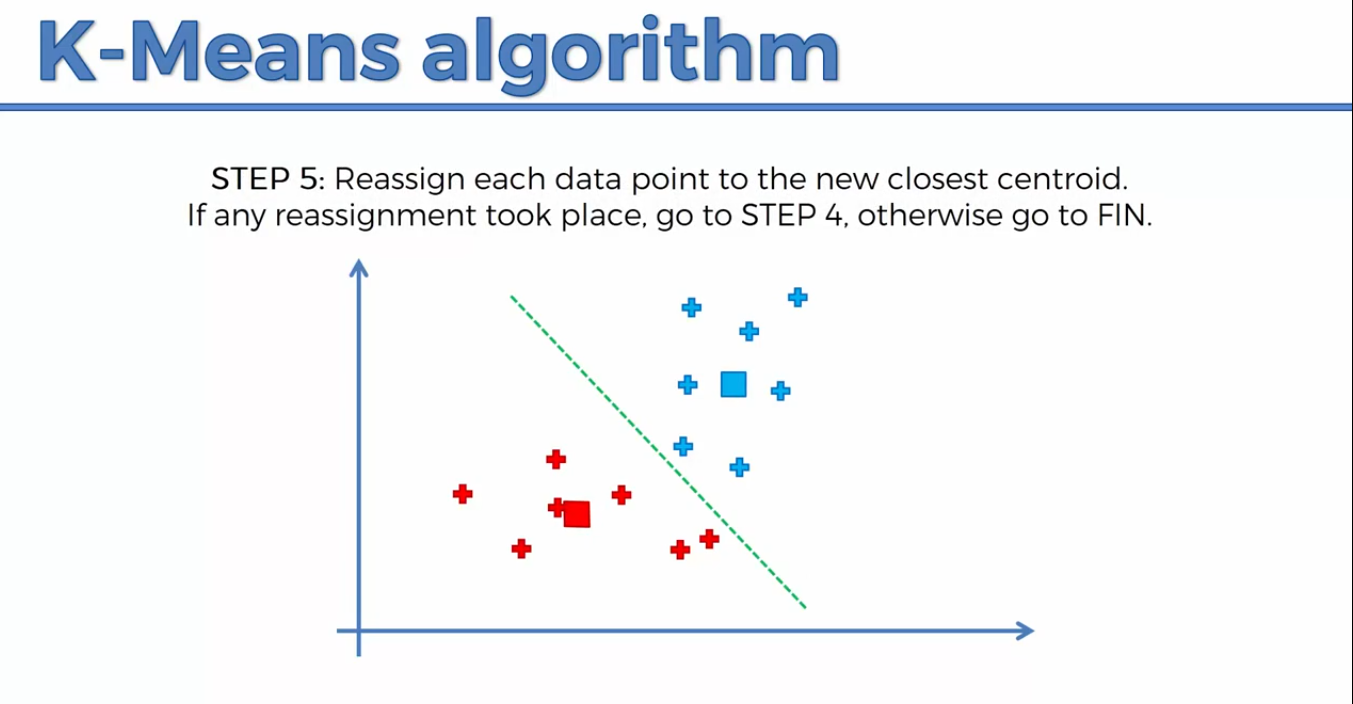 K-Means algorithm
STEP 5: Reassign each data point to the new closest centroid.
If any reassignment took place, go to STEP 4, otherwise go to FIN.